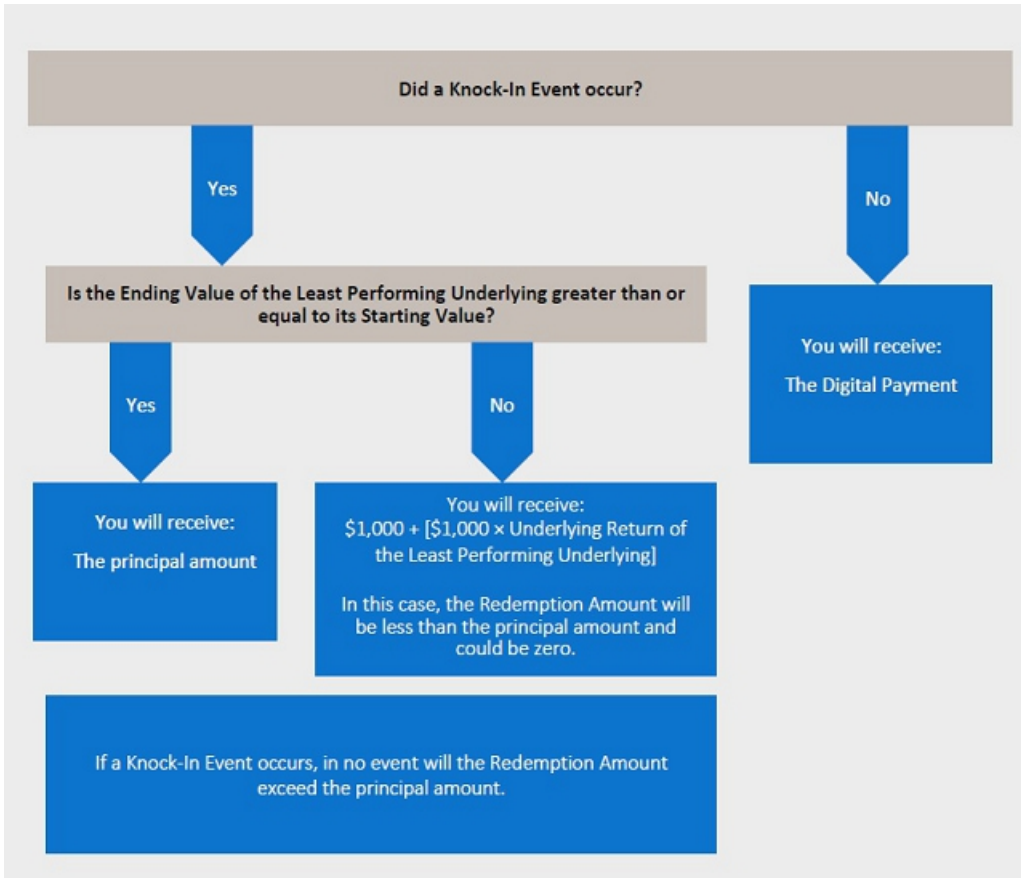 Did a Knock-In Event occur?
Yes
No
Is the Ending Value of the Least Performing Underlying greater than or
equal to its Starting Value?
You will receive:
The Digital Payment
Yes
No
You will receive:
The principal amount
You will receive:
$1,000 + [$1,000 × Underlying Return of
the Least Performing Underlying]
In this case, the Redemption Amount will
be less than the principal amount and
could be zero.
If a Knock-In Event occurs, in no event will the Redemption Amount
exceed the principal amount.